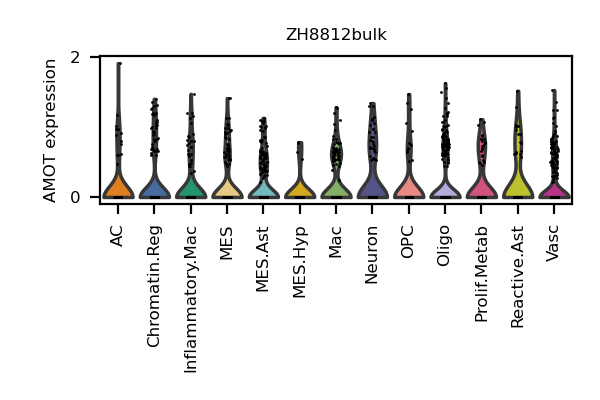 ZH8812bulk
AMOT expression
2
0
AC
Chromatin.Reg
Inflammatory.Mac
MES
MES.Ast
MES.Hyp
Mac
Neuron
OPC
Oligo
Prolif.Metab
Reactive.Ast
Vasc